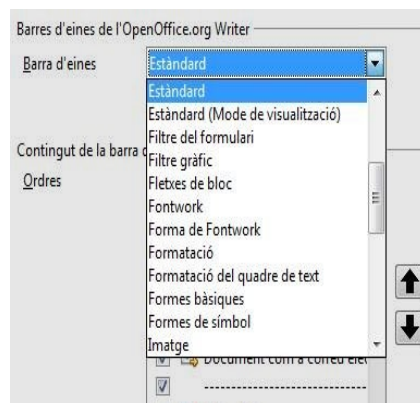 Barres d'eines de l'OpenOffice.org Writer
Barra d'eines
Estàndard
Estàndard
Estàndard (Mode de visualització)
Filtre del formulari
Contingut de la barra d
Filtre gràfic
Ordres
Fletxes de bloc
Fontwork
Forma de Fontwork
Formatació
Formatació del quadre de text
Formes bàsiques
Formes de símbol
Imatge
Document com a correu elec